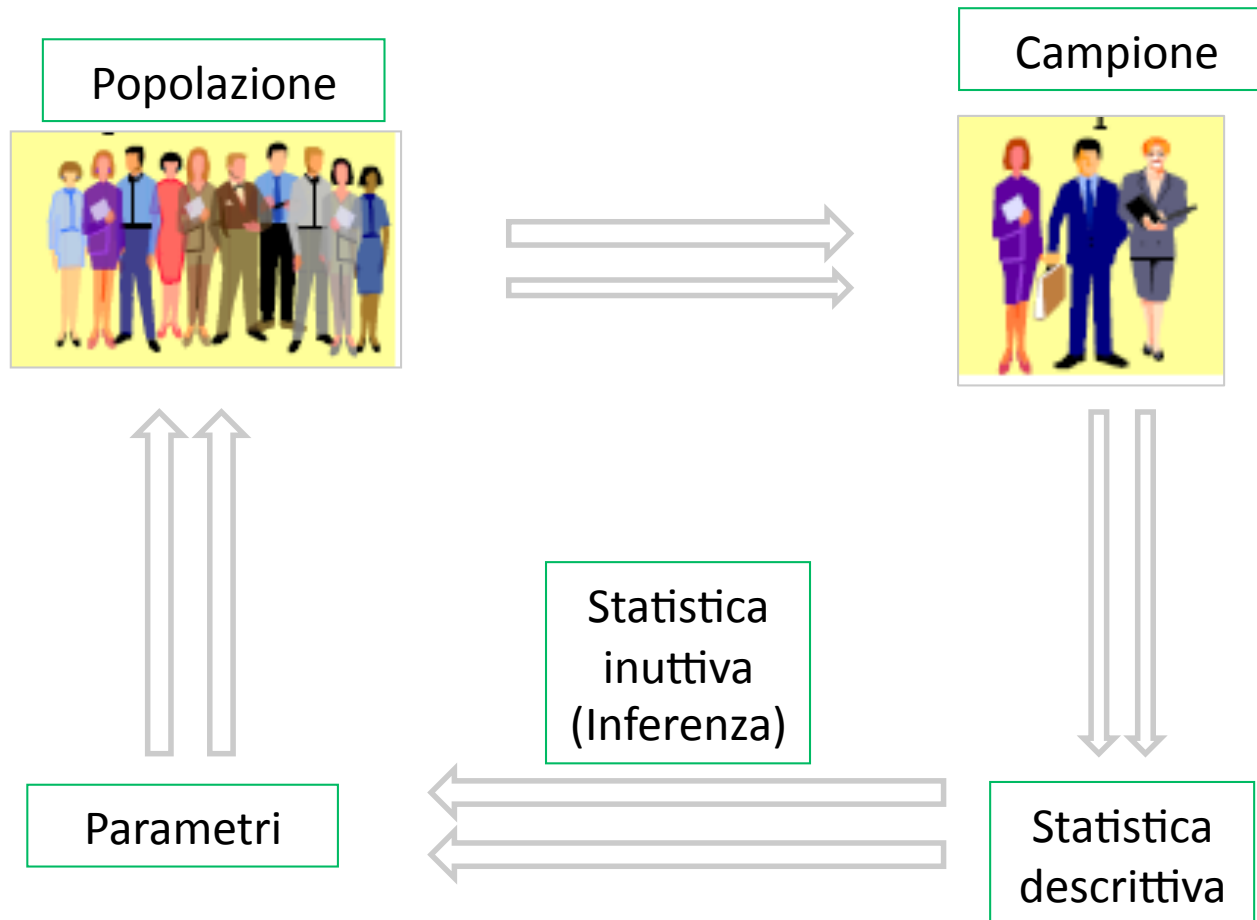 Popolazione
Campione
Statistica
inuttiva
(Inferenza)
Parametri
Statistica
descrittiva